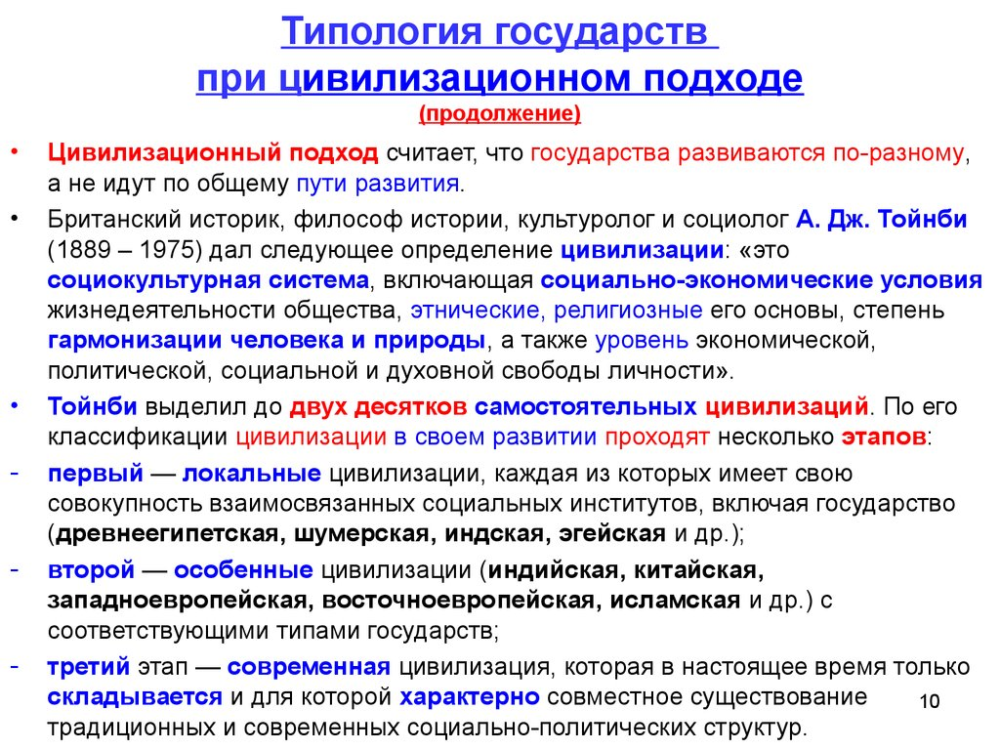 Типология государств
при цивилизационном подходе
(продолжение)
• Цивилизационный подход считает, что государства развиваются по-разному,
а не идут по общему пути развития.
• Британский историк, философ истории, культуролог и социолог А. Дж. Тойнби
(1889 – 1975) дал следующее определение цивилизации: «это
социокультурная система, включающая социально-экономические условия
жизнедеятельности общества, этнические, религиозные его основы, степень
гармонизации человека и природы, а также уровень экономической,
политической, социальной и духовной свободы личности».
• Тойнби выделил до двух десятков самостоятельных цивилизаций. По его
классификации цивилизации в своем развитии проходят несколько этапов:
- первый — локальные цивилизации, каждая из которых имеет свою
совокупность взаимосвязанных социальных институтов, включая государство
(древнеегипетская, шумерская, индская, эгейская и др.);
- второй — особенные цивилизации (индийская, китайская,
западноевропейская, восточноевропейская, исламская и др.) с
соответствующими типами государств;
- третий этап — современная цивилизация, которая в настоящее время только
складывается и для которой характерно совместное существование
традиционных и современных социально-политических структур.
10